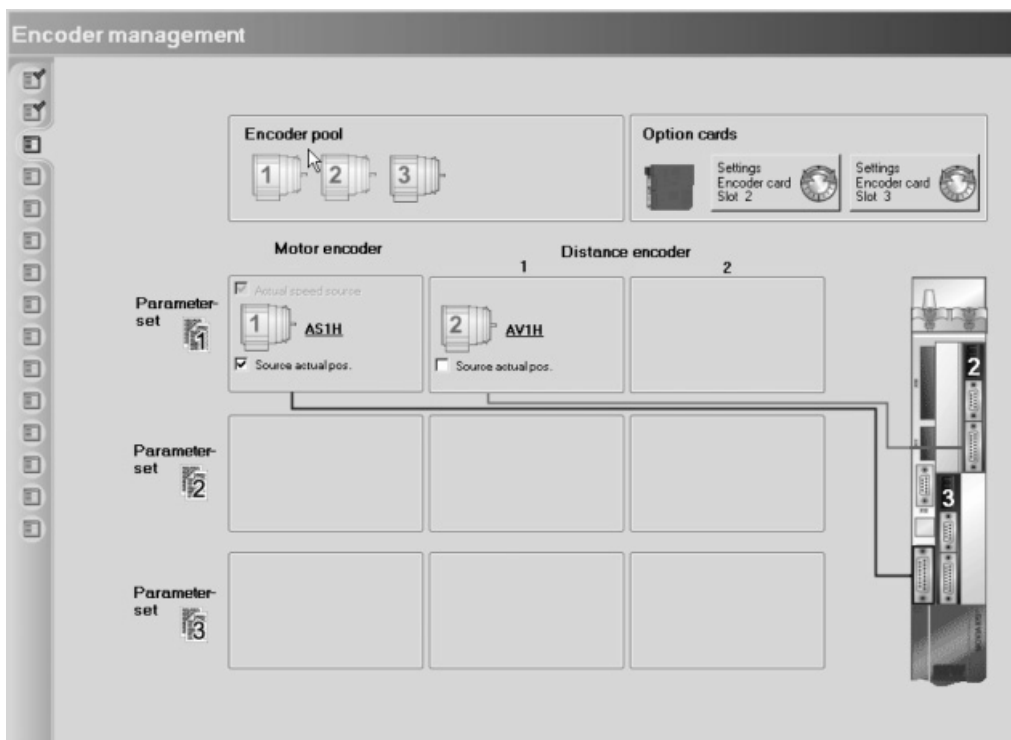 Encoder management
Encoder pool
1
2
3
Option cards
Settings
Encoder card
Slot 2
Settings
Encoder card
Slot 3
Motor encoder
Distance encoder
1
2
Parameter-
set
1
Actual speed source
1
AS1H
Source actual pos.
2
AV1H
Source actual pos.
2
3
Parameter-
set
2
Parameter-
set
3